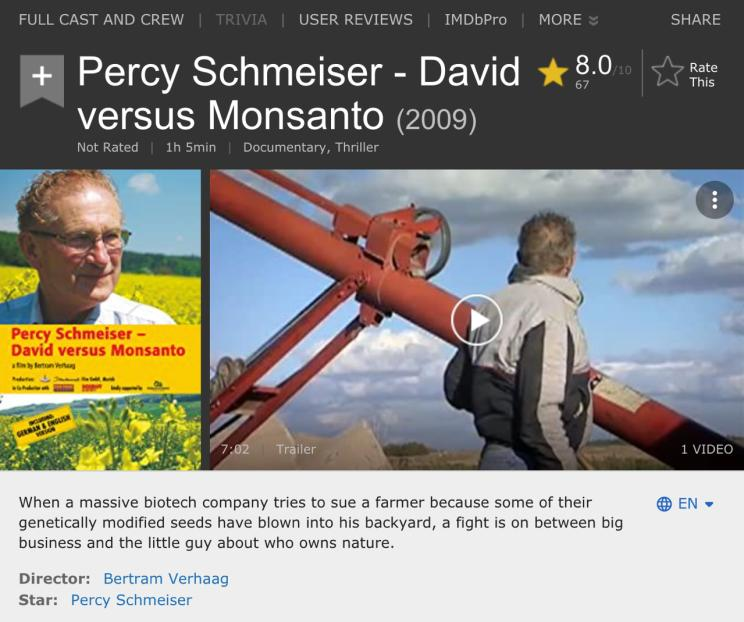 FULL CAST AND CREW | TRIVIA | USER REVIEWS | IMDbPro | MORE SHARE
+ Percy Schmeiser - David versus Monsanto (2009)
8.0/10
67
Rate This
Not Rated | 1h 5min | Documentary, Thriller
Percy Schmeiser –
David versus Monsanto
a film by Bertram Verhaag
INCLUDING:
GERMAN & ENGLISH
VERSION
7:02 | Trailer
1 VIDEO
When a massive biotech company tries to sue a farmer because some of their
genetically modified seeds have blown into his backyard, a fight is on between big
business and the little guy about who owns nature.
EN
Director: Bertram Verhaag
Star: Percy Schmeiser